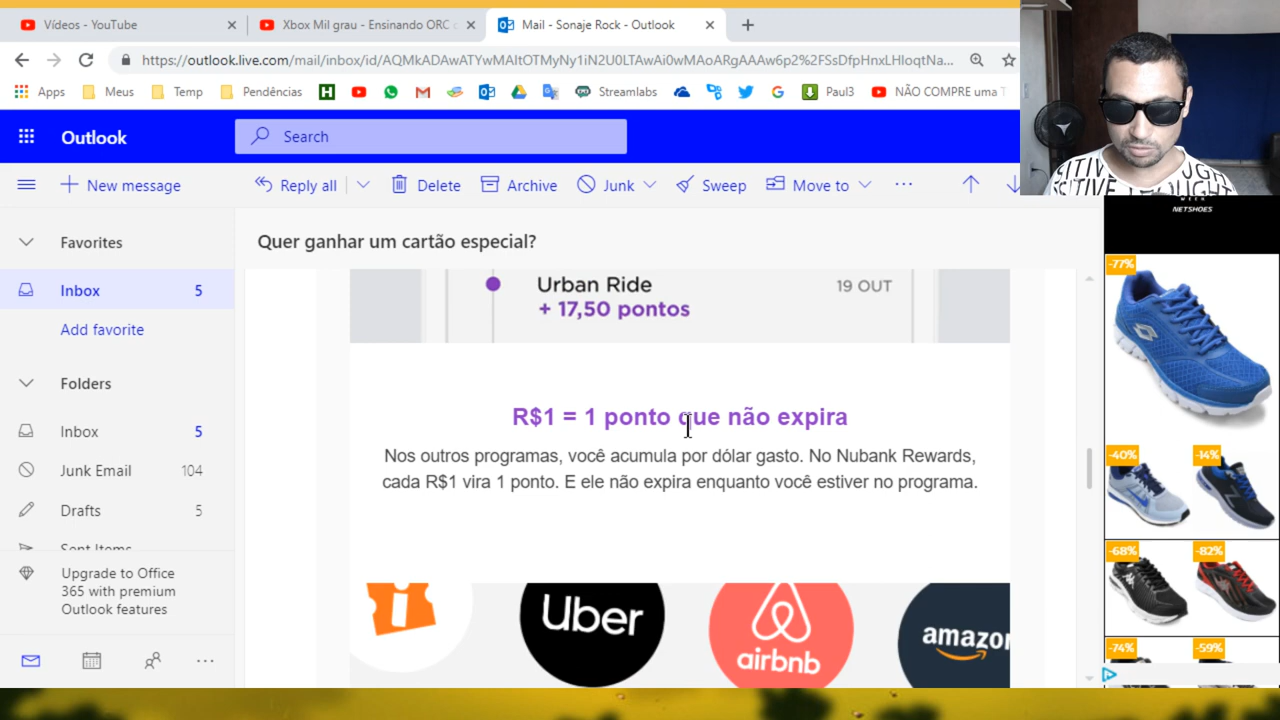 Vídeos - YouTube
Xbox Mil grau - Ensinando ORC
Mail - Sonaje Rock - Outlook
https://outlook.live.com/mail/inbox/id/AQMkADAwATYwMAItOTMyNy1iN2U0LTAwAi0wMAoARgAAAw6p2%2FSsDfpHnxLHIoqtNa...
Apps
Meus
Temp
Pendências
Streamlabs
Paul3
NÃO COMPRE uma T
Outlook
Search
New message
Reply all
Delete
Archive
Junk
Sweep
Move to
Favorites
Inbox 5
Add favorite
Folders
Inbox 5
Junk Email 104
Drafts 5
Sent Items
Upgrade to Office
365 with premium
Outlook features
Quer ganhar um cartão especial?
Urban Ride 19 OUT
+ 17,50 pontos
R$1 = 1 ponto que não expira
Nos outros programas, você acumula por dólar gasto. No Nubank Rewards,
cada R$1 vira 1 ponto. E ele não expira enquanto você estiver no programa.
Uber
airbnb
amazon
WEEK
NETSHOES
-77%
-40% -14%
-68% -82%
-74% -59%